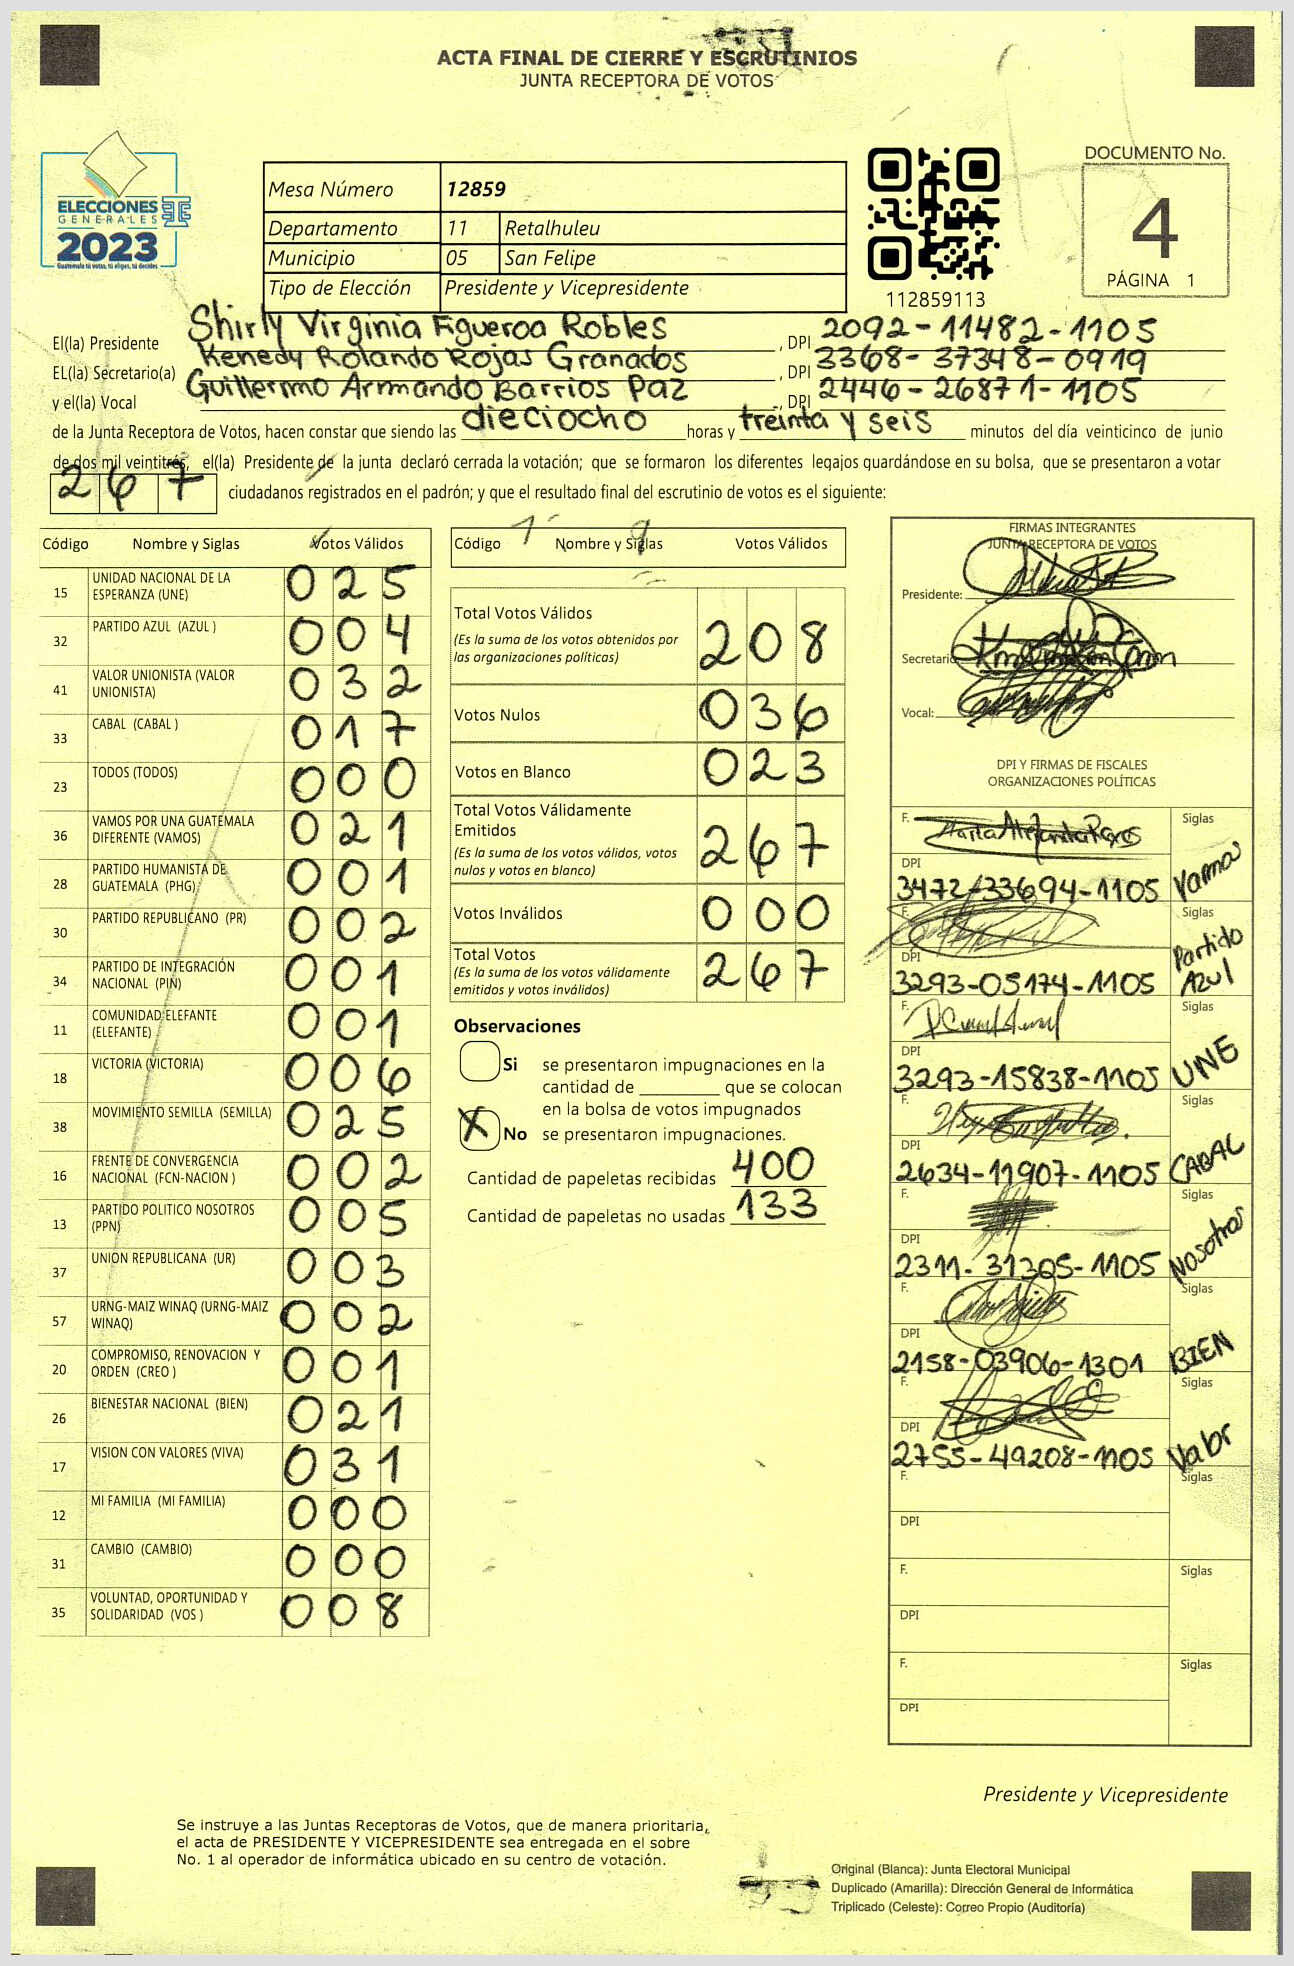 ACTA FINAL DE CIERRE Y ESCRUTINIOS
JUNTA RECEPTORA DE VOTOS
ELECCIONES
GENERALES
2023
Guatemala tú votas, tú eliges, tú decides
Mesa Número 12859
Departamento 11 Retalhuleu
Municipio 05 San Felipe
Tipo de Elección Presidente y Vicepresidente
112859113
DOCUMENTO No.
4
PÁGINA 1
El(la) Presidente Shirly Virginia Figueroa Robles , DPI 2092-11482-1105
EL(la) Secretario(a) Kenedy Rolando Rojas Granados , DPI 3368-37348-0919
y el(la) Vocal Guillermo Armando Barrios Paz , DPI 2446-26871-1105
de la Junta Receptora de Votos, hacen constar que siendo las dieciocho horas y treinta y seis minutos del día veinticinco de junio
de dos mil veintitrés, el(la) Presidente de la junta declaró cerrada la votación; que se formaron los diferentes legajos guardándose en su bolsa, que se presentaron a votar
267 ciudadanos registrados en el padrón; y que el resultado final del escrutinio de votos es el siguiente:
Código Nombre y Siglas Votos Válidos
15 UNIDAD NACIONAL DE LA ESPERANZA (UNE) 025
32 PARTIDO AZUL (AZUL ) 004
41 VALOR UNIONISTA (VALOR UNIONISTA) 032
33 CABAL (CABAL ) 017
23 TODOS (TODOS) 000
36 VAMOS POR UNA GUATEMALA DIFERENTE (VAMOS) 021
28 PARTIDO HUMANISTA DE GUATEMALA (PHG) 001
30 PARTIDO REPUBLICANO (PR) 002
34 PARTIDO DE INTEGRACIÓN NACIONAL (PIN) 001
11 COMUNIDAD ELEFANTE (ELEFANTE) 001
18 VICTORIA (VICTORIA) 006
38 MOVIMIENTO SEMILLA (SEMILLA) 025
16 FRENTE DE CONVERGENCIA NACIONAL (FCN-NACION ) 002
13 PARTIDO POLITICO NOSOTROS (PPN) 005
37 UNION REPUBLICANA (UR) 003
57 URNG-MAIZ WINAQ (URNG-MAIZ WINAQ) 002
20 COMPROMISO, RENOVACION Y ORDEN (CREO ) 001
26 BIENESTAR NACIONAL (BIEN) 021
17 VISION CON VALORES (VIVA) 031
12 MI FAMILIA (MI FAMILIA) 000
31 CAMBIO (CAMBIO) 000
35 VOLUNTAD, OPORTUNIDAD Y SOLIDARIDAD (VOS ) 008
Código Nombre y Siglas Votos Válidos
Total Votos Válidos 208
(Es la suma de los votos obtenidos por
las organizaciones políticas)
Votos Nulos 036
Votos en Blanco 023
Total Votos Válidamente
Emitidos 267
(Es la suma de los votos válidos, votos
nulos y votos en blanco)
Votos Inválidos 000
Total Votos 267
(Es la suma de los votos válidamente
emitidos y votos inválidos)
Observaciones
Si se presentaron impugnaciones en la
cantidad de ________ que se colocan
en la bolsa de votos impugnados
X No se presentaron impugnaciones.
Cantidad de papeletas recibidas 400
Cantidad de papeletas no usadas 133
FIRMAS INTEGRANTES
JUNTA RECEPTORA DE VOTOS
Presidente:
Secretario
Vocal:
DPI Y FIRMAS DE FISCALES
ORGANIZACIONES POLÍTICAS
F. Siglas
DPI
3472-33694-1105 Vamos
F. Siglas
DPI
3293-05174-1105 Partido Azul
F. Siglas
DPI
3293-15838-1105 UNE
F. Siglas
DPI
2634-11907-1105 CABAL
F. Siglas
DPI
2311-31305-1105 Nosotros
F. Siglas
DPI
2158-03906-1301 BIEN
F. Siglas
DPI
2755-49208-1105 Valor
F. Siglas
DPI
F. Siglas
DPI
F. Siglas
DPI
Presidente y Vicepresidente
Se instruye a las Juntas Receptoras de Votos, que de manera prioritaria,
el acta de PRESIDENTE Y VICEPRESIDENTE sea entregada en el sobre
No. 1 al operador de informática ubicado en su centro de votación.
Original (Blanca): Junta Electoral Municipal
Duplicado (Amarilla): Dirección General de Informática
Triplicado (Celeste): Correo Propio (Auditoría)